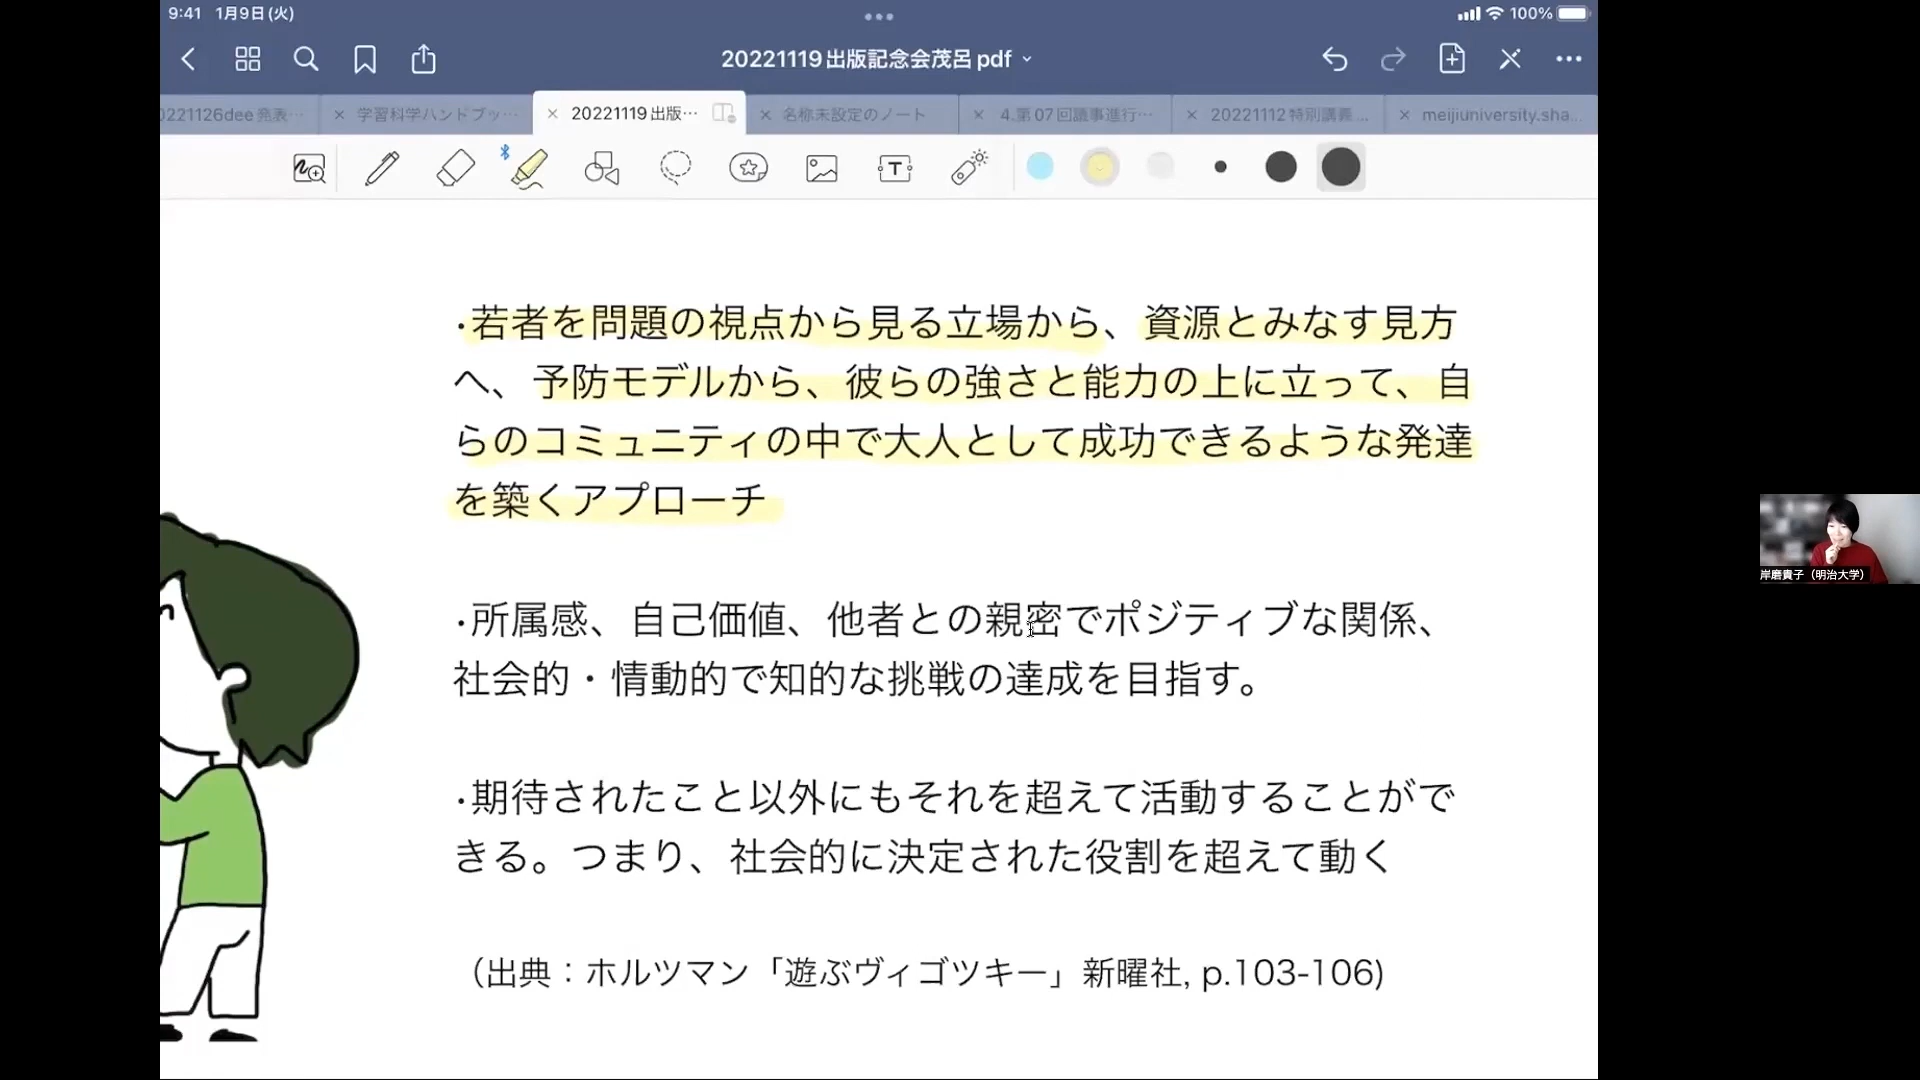 9:41 1月9日(火)
100%
20221119出版記念会茂呂pdf
0221126dee発表…
学習科学ハンドブッ…
20221119出版…
名称未設定のノート
4.第07回議事進行…
20221112特別講義…
meijiuniversity.sha...
・若者を問題の視点から見る立場から、資源とみなす見方
へ、予防モデルから、彼らの強さと能力の上に立って、自
らのコミュニティの中で大人として成功できるような発達
を築くアプローチ
・所属感、自己価値、他者との親密でポジティブな関係、
社会的・情動的で知的な挑戦の達成を目指す。
・期待されたこと以外にもそれを超えて活動することがで
きる。つまり、社会的に決定された役割を超えて動く
（出典：ホルツマン「遊ぶヴィゴツキー」新曜社, p.103-106)
岸磨貴子（明治大学）